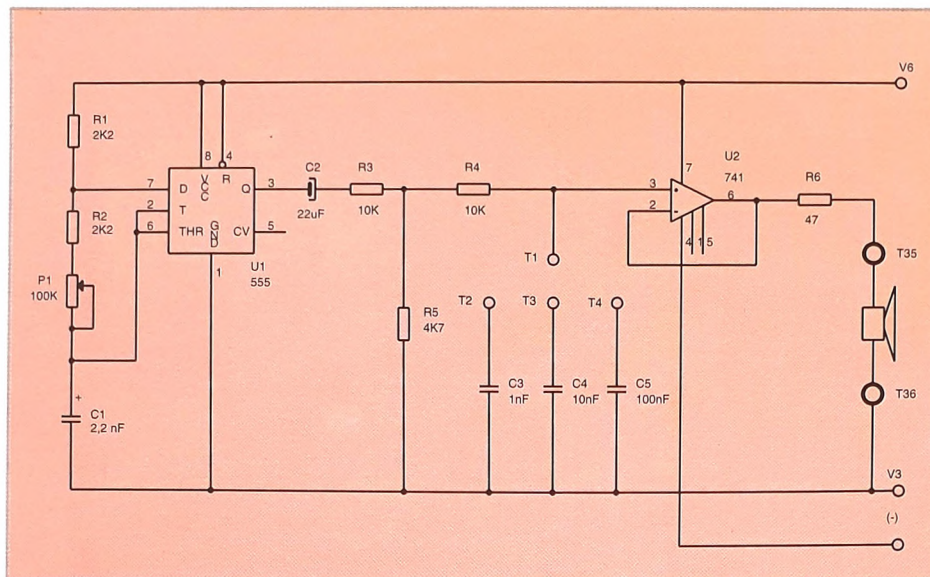 V6
R1
2K2
8
4
V
CC
R
7
D
Q
3
C2
22uF
R3
10K
R4
10K
2
T
R2
2K2
6
THR
GND
CV
5
1
U1
555
P1
100K
+
C1
2,2 nF
R5
4K7
T1
T2
T3
T4
C3
1nF
C4
10nF
C5
100nF
7
U2
741
3
+
2
-
6
4
1
5
R6
47
T35
T36
V3
(-)